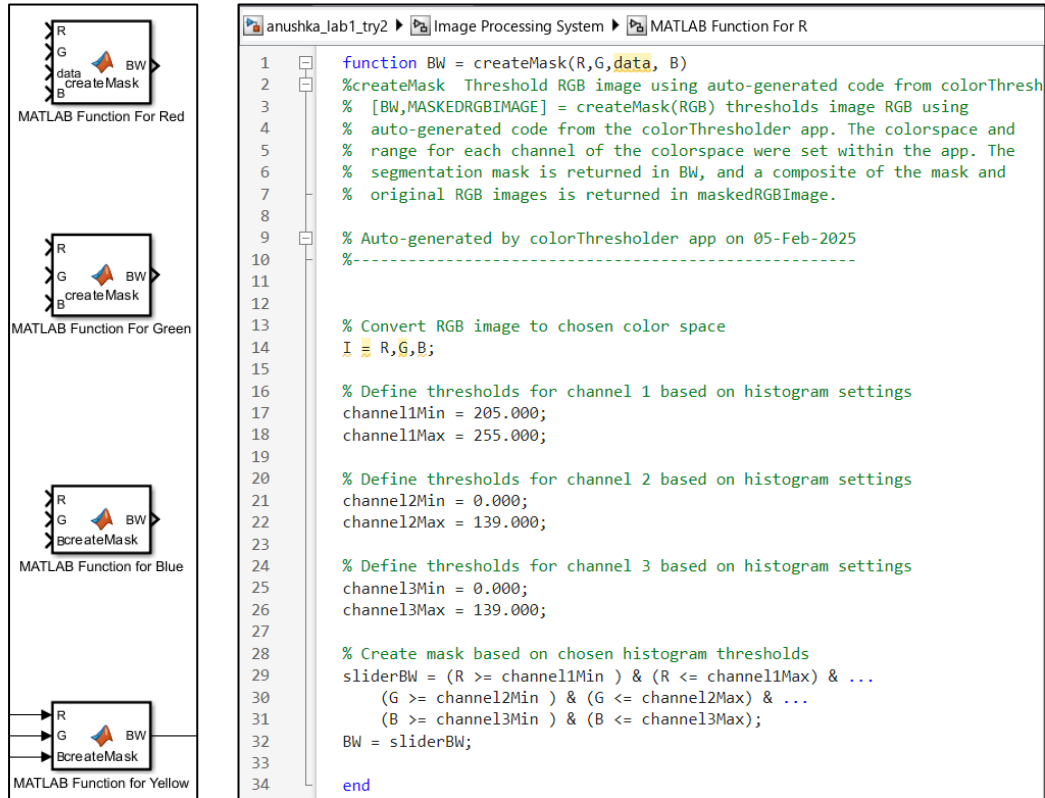 R
G
data
B
BW
createMask
MATLAB Function For Red
R
G
B
BW
createMask
MATLAB Function For Green
R
G
B
BW
createMask
MATLAB Function for Blue
R
G
B
BW
createMask
MATLAB Function for Yellow
anushka_lab1_try2 Image Processing System MATLAB Function For R
1 function BW = createMask(R,G,data, B)
2 %createMask Threshold RGB image using auto-generated code from colorThresh
3 % [BW,MASKEDRGBIMAGE] = createMask(RGB) thresholds image RGB using
4 % auto-generated code from the colorThresholder app. The colorspace and
5 % range for each channel of the colorspace were set within the app. The
6 % segmentation mask is returned in BW, and a composite of the mask and
7 % original RGB images is returned in maskedRGBImage.
8
9 % Auto-generated by colorThresholder app on 05-Feb-2025
10 %------------------------------------------------------
11
12
13 % Convert RGB image to chosen color space
14 I = R,G,B;
15
16 % Define thresholds for channel 1 based on histogram settings
17 channel1Min = 205.000;
18 channel1Max = 255.000;
19
20 % Define thresholds for channel 2 based on histogram settings
21 channel2Min = 0.000;
22 channel2Max = 139.000;
23
24 % Define thresholds for channel 3 based on histogram settings
25 channel3Min = 0.000;
26 channel3Max = 139.000;
27
28 % Create mask based on chosen histogram thresholds
29 sliderBW = (R >= channel1Min ) & (R <= channel1Max) & ...
30 (G >= channel2Min ) & (G <= channel2Max) & ...
31 (B >= channel3Min ) & (B <= channel3Max);
32 BW = sliderBW;
33
34 end